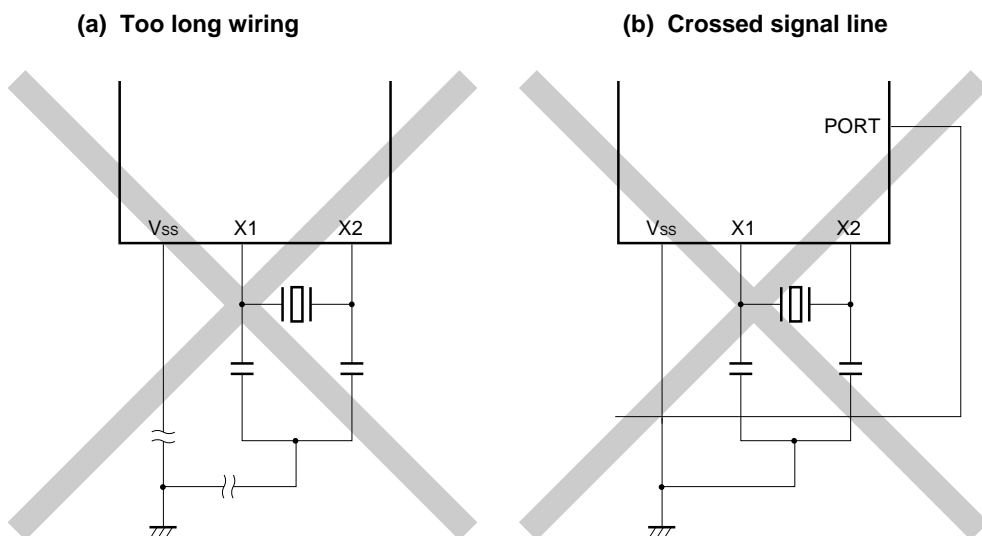 (a) Too long wiring
(b) Crossed signal line
PORT
VSS X1 X2
VSS X1 X2